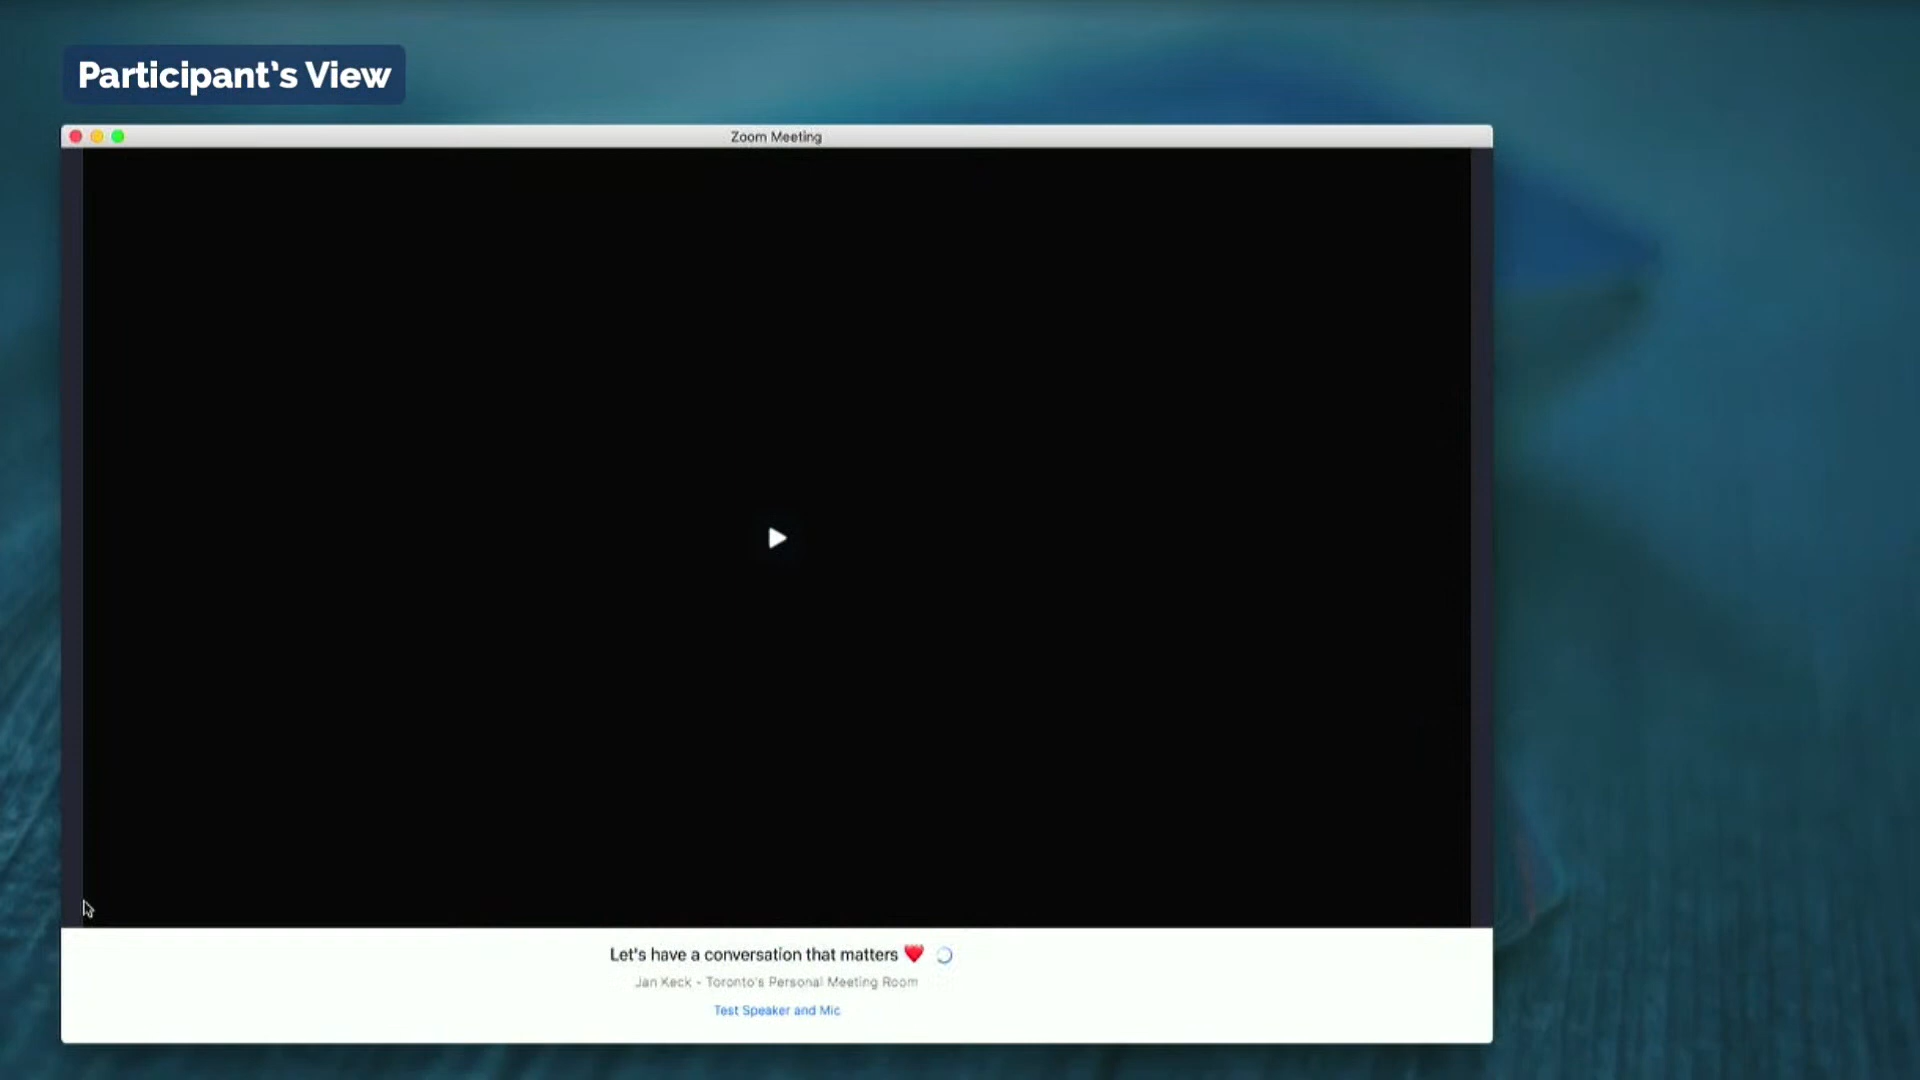 Participant's View
Zoom Meeting
Let's have a conversation that matters ❤️
Jan Keck - Toronto's Personal Meeting Room
Test Speaker and Mic